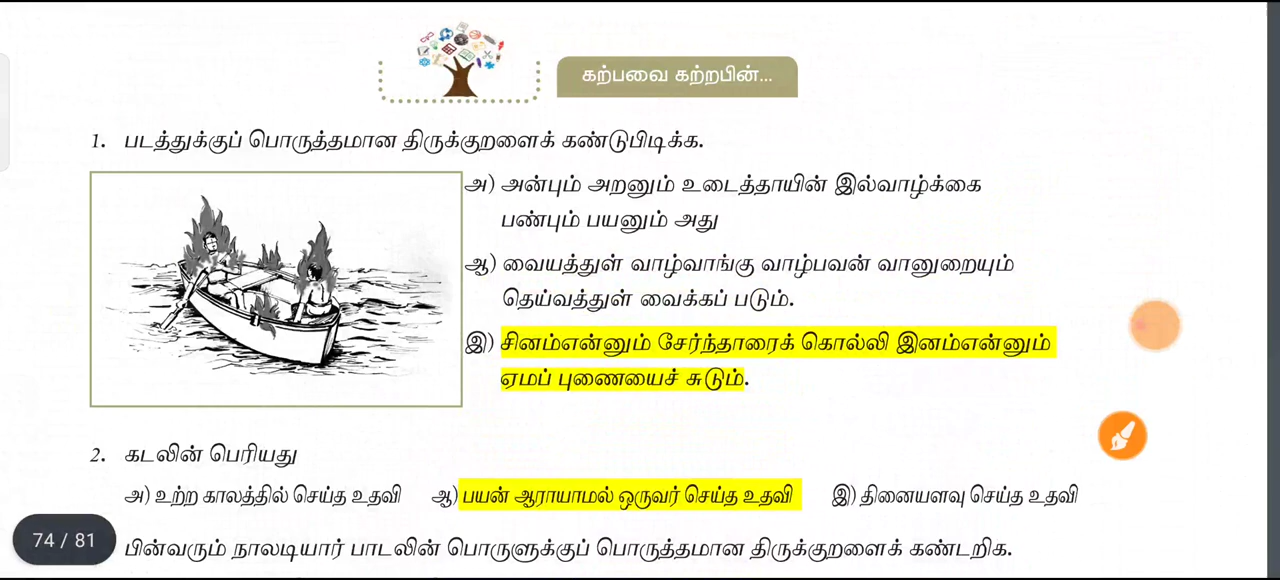 கற்பவை கற்றபின்...
1. படத்துக்குப் பொருத்தமான திருக்குறளைக் கண்டுபிடிக்க.
அ) அன்பும் அறனும் உடைத்தாயின் இல்வாழ்க்கை
பண்பும் பயனும் அது
ஆ) வையத்துள் வாழ்வாங்கு வாழ்பவன் வானுறையும்
தெய்வத்துள் வைக்கப் படும்.
இ) சினம்என்னும் சேர்ந்தாரைக் கொல்லி இனம்என்னும்
ஏமப் புணையைச் சுடும்.
2. கடலின் பெரியது
அ) உற்ற காலத்தில் செய்த உதவி ஆ) பயன் ஆராயாமல் ஒருவர் செய்த உதவி இ) தினையளவு செய்த உதவி
74 / 81
பின்வரும் நாலடியார் பாடலின் பொருளுக்குப் பொருத்தமான திருக்குறளைக் கண்டறிக.